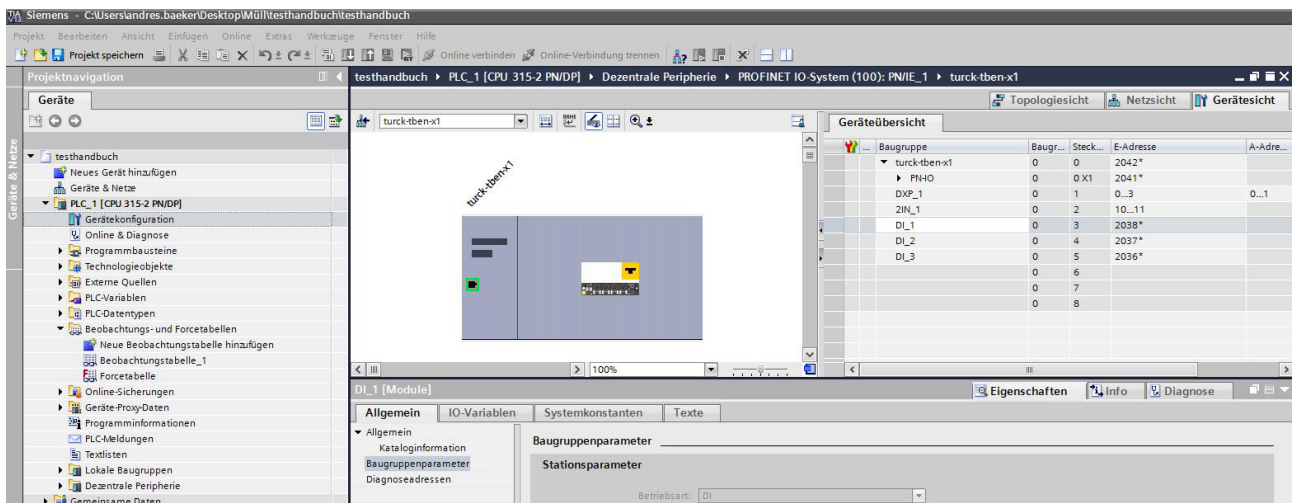 Siemens - C:\Users\andres.baeker\Desktop\Müll\testhandbuch\testhandbuch
Projekt Bearbeiten Ansicht Einfügen Online Extras Werkzeuge Fenster Hilfe
Projekt speichern Online verbinden Online-Verbindung trennen
Projektnavigation
testhandbuch PLC_1 [CPU 315-2 PN/DP] Dezentrale Peripherie PROFINET IO-System (100): PN/IE_1 turck-tben-x1
Geräte
Topologiesicht Netzsicht Gerätesicht
turck-tben-x1 100%
Geräte & Netze
testhandbuch
Neues Gerät hinzufügen
Geräte & Netze
PLC_1 [CPU 315-2 PN/DP]
Gerätekonfiguration
Online & Diagnose
Programmbausteine
Technologieobjekte
Externe Quellen
PLC-Variablen
PLC-Datentypen
Beobachtungs- und Forcetabellen
Neue Beobachtungstabelle hinzufügen
Beobachtungstabelle_1
Forcetabelle
Online-Sicherungen
Geräte-Proxy-Daten
Programminformationen
PLC-Meldungen
Textlisten
Lokale Baugruppen
Dezentrale Peripherie
Gemeinsame Daten
turck-tben-x1
Geräteübersicht
... Baugruppe Baugr... Steck... E-Adresse A-Adre...
turck-tben-x1 0 0 2042*
PN-IO 0 0 X1 2041*
DXP_1 0 1 0...3 0...1
2IN_1 0 2 10...11
DI_1 0 3 2038*
DI_2 0 4 2037*
DI_3 0 5 2036*
0 6
0 7
0 8
DI_1 [Module]
Eigenschaften Info Diagnose
Allgemein IO-Variablen Systemkonstanten Texte
Allgemein
Kataloginformation
Baugruppenparameter
Diagnoseadressen
Baugruppenparameter
Stationsparameter
Betriebsart: DI